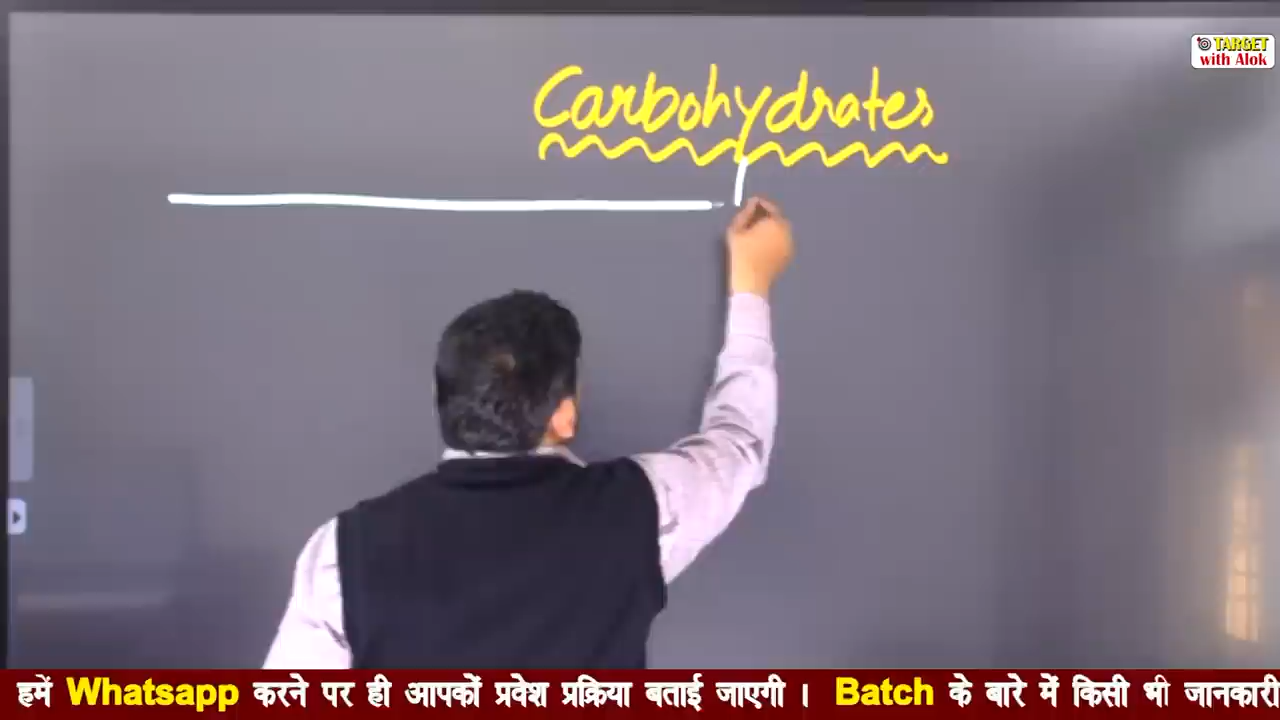 TARGET
with Alok
Carbohydrates
हमें Whatsapp करने पर ही आपकों प्रवेश प्रक्रिया बताई जाएगी । Batch के बारे में किसी भी जानकारी